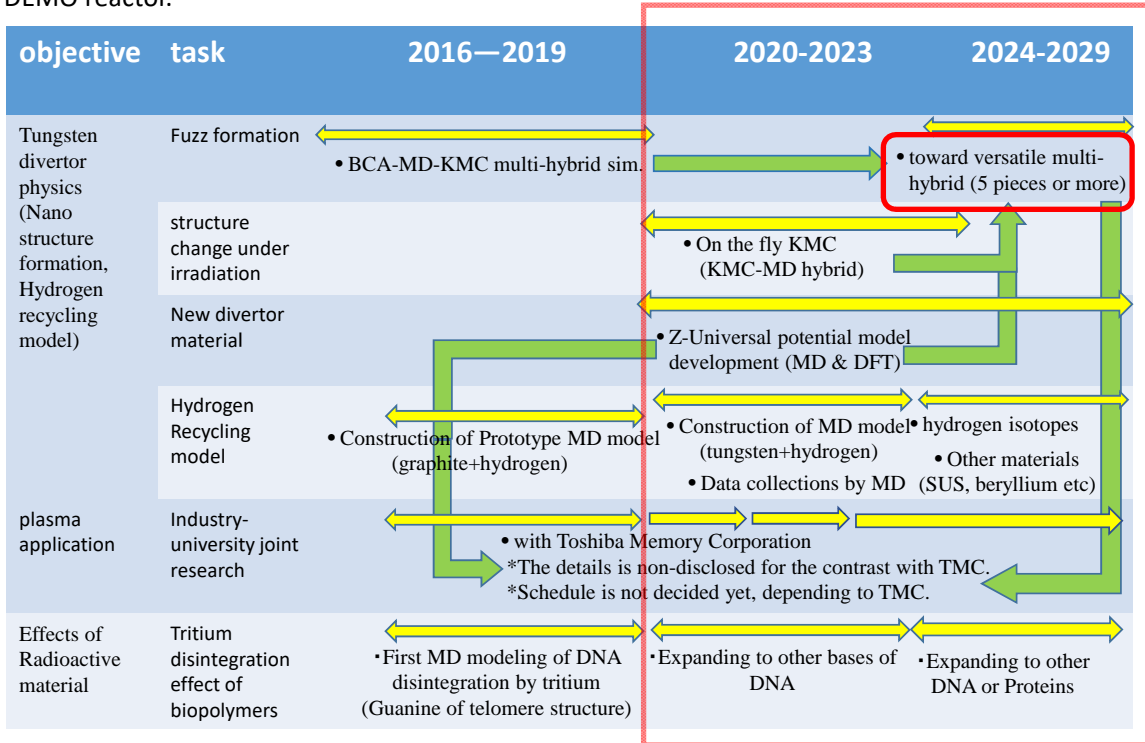 DEMO reactor.
objective task 2016—2019 2020-2023 2024-2029
Tungsten
divertor
physics
(Nano
structure
formation,
Hydrogen
recycling
model)
Fuzz formation
• BCA-MD-KMC multi-hybrid sim.
• toward versatile multi-
hybrid (5 pieces or more)
structure
change under
irradiation
• On the fly KMC
(KMC-MD hybrid)
New divertor
material
• Z-Universal potential model
development (MD & DFT)
Hydrogen
Recycling
model
• Construction of Prototype MD model
(graphite+hydrogen)
• Construction of MD model
(tungsten+hydrogen)
• Data collections by MD
• hydrogen isotopes
• Other materials
(SUS, beryllium etc)
plasma
application
Industry-
university joint
research
• with Toshiba Memory Corporation
*The details is non-disclosed for the contrast with TMC.
*Schedule is not decided yet, depending to TMC.
Effects of
Radioactive
material
Tritium
disintegration
effect of
biopolymers
・First MD modeling of DNA
disintegration by tritium
(Guanine of telomere structure)
・Expanding to other bases of
DNA
・Expanding to other
DNA or Proteins